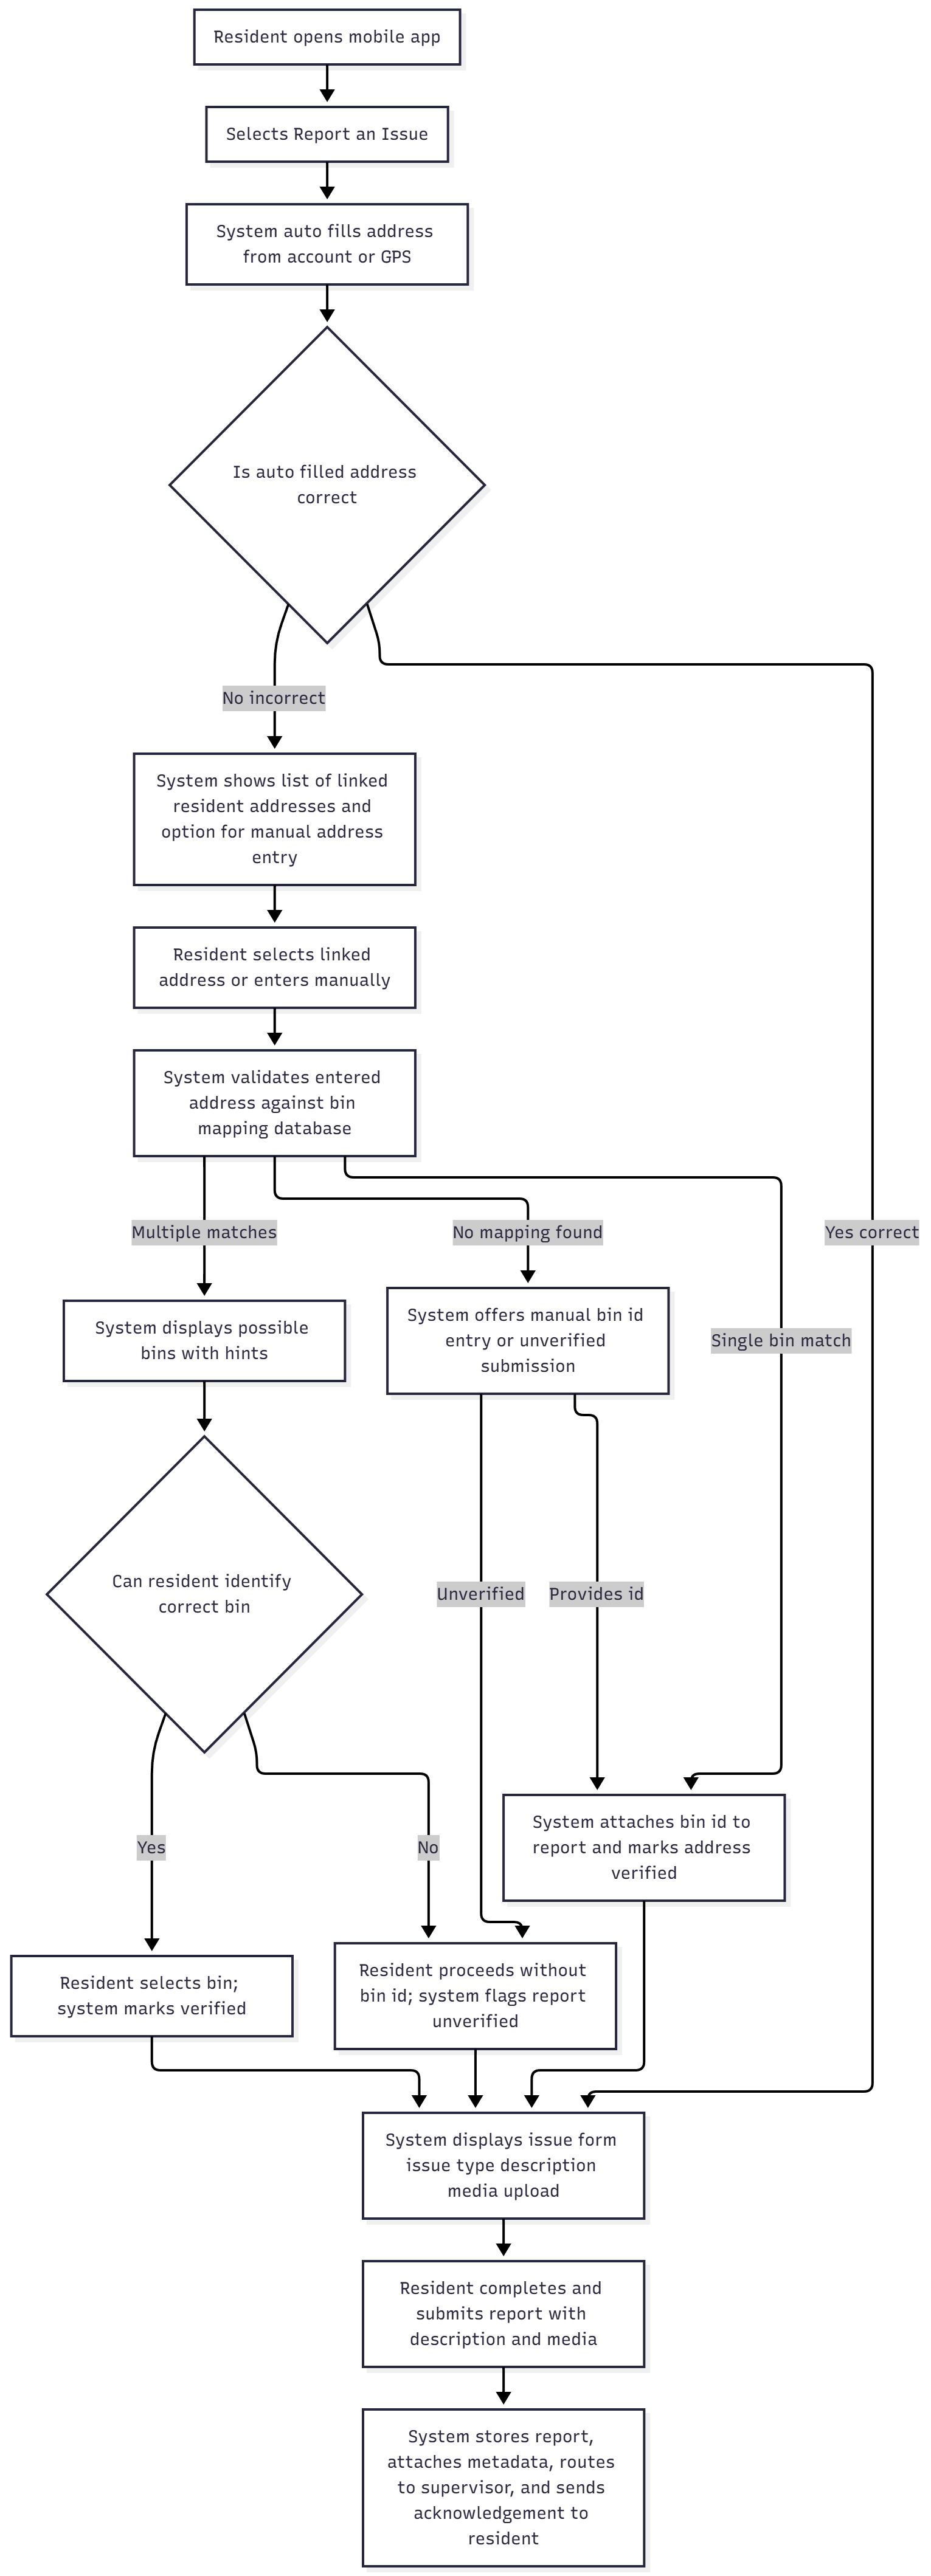 Resident opens mobile app
Selects Report an Issue
System auto fills address
from account or GPS
Is auto filled address
correct
No incorrect
System shows list of linked
resident addresses and
option for manual address
entry
Resident selects linked
address or enters manually
System validates entered
address against bin
mapping database
Multiple matches
No mapping found
Yes correct
System displays possible
bins with hints
System offers manual bin id
entry or unverified
submission
Single bin match
Can resident identify
correct bin
Unverified
Provides id
Yes
No
System attaches bin id to
report and marks address
verified
Resident selects bin;
system marks verified
Resident proceeds without
bin id; system flags report
unverified
System displays issue form
issue type description
media upload
Resident completes and
submits report with
description and media
System stores report,
attaches metadata, routes
to supervisor, and sends
acknowledgement to
resident